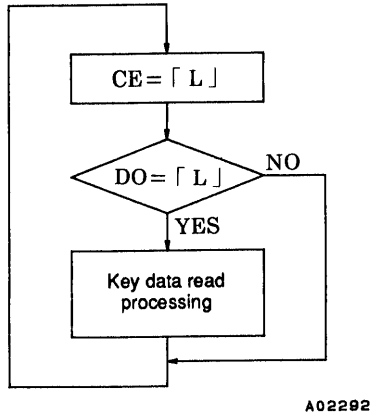 CE=「L」
DO=「L」
NO
YES
Key data read
processing
A02292